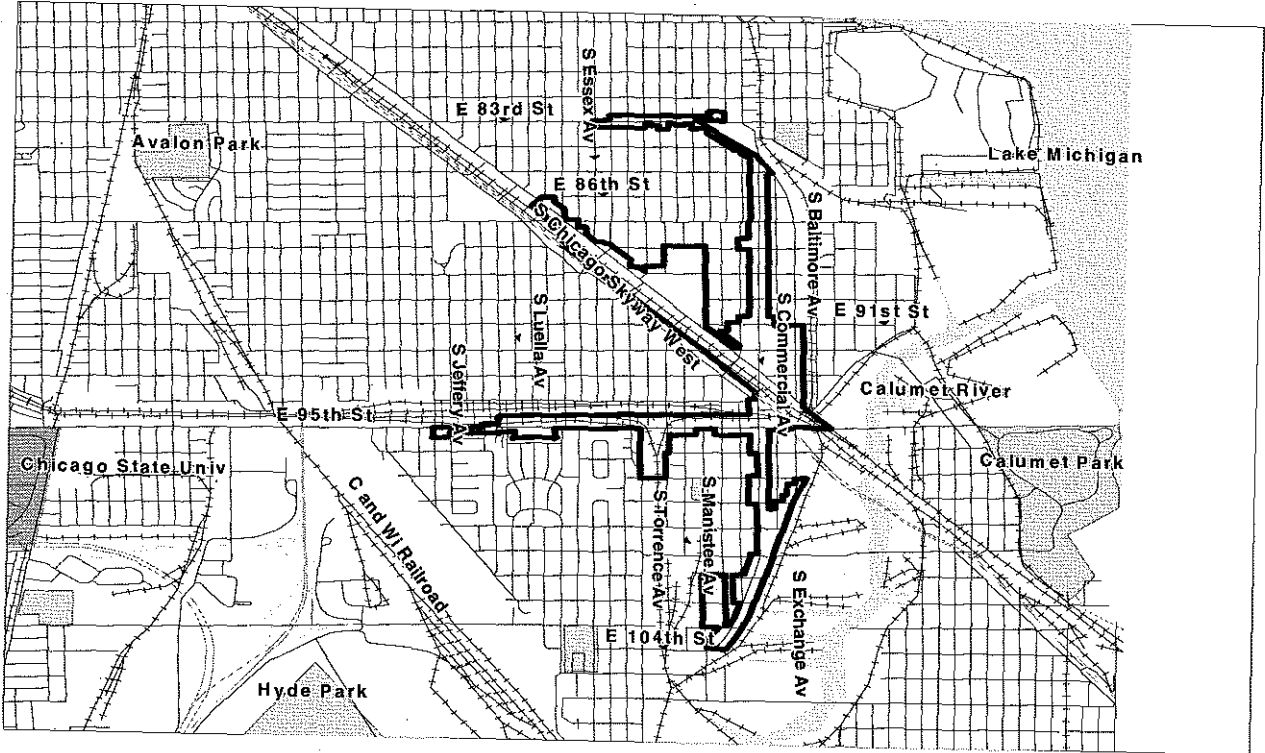 S Essex Av
E 83rd St
Avalon Park
Lake Michigan
E 86th St
S Chicago Skyway West
S Baltimore Av
S Luella Av
S Commercial Av
E 91st St
S Jeffery Av
Calumet River
E 95th St
Chicago State Univ
Calumet Park
C and WI Railroad
S Torrence Av
S Manistee Av
S Exchange Av
E 104th St
Hyde Park